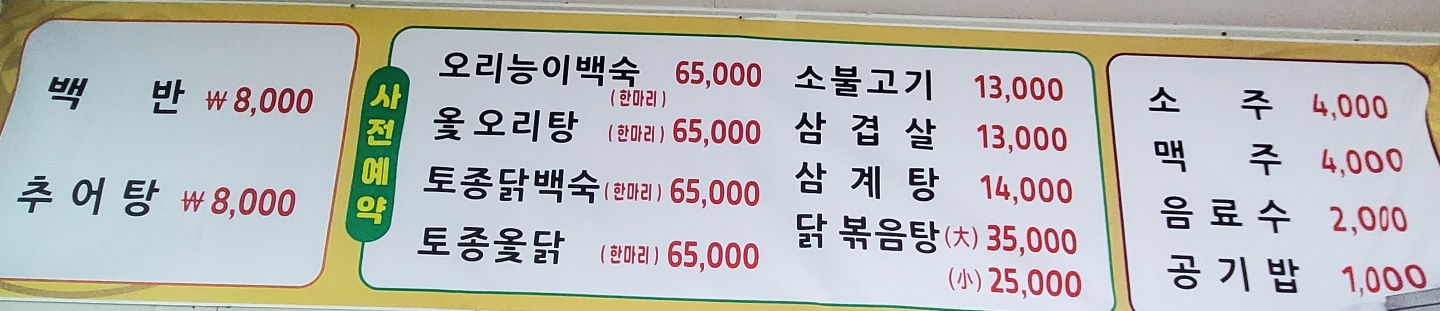 백 반 ₩8,000
추어탕 ₩8,000
사전예약
오리능이백숙 65,000
(한마리)
옻오리탕 (한마리) 65,000
토종닭백숙(한마리) 65,000
토종옻닭 (한마리) 65,000
소불고기 13,000
삼겹살 13,000
삼계탕 14,000
닭볶음탕(大) 35,000
(小) 25,000
소 주 4,000
맥 주 4,000
음료수 2,000
공기밥 1,000